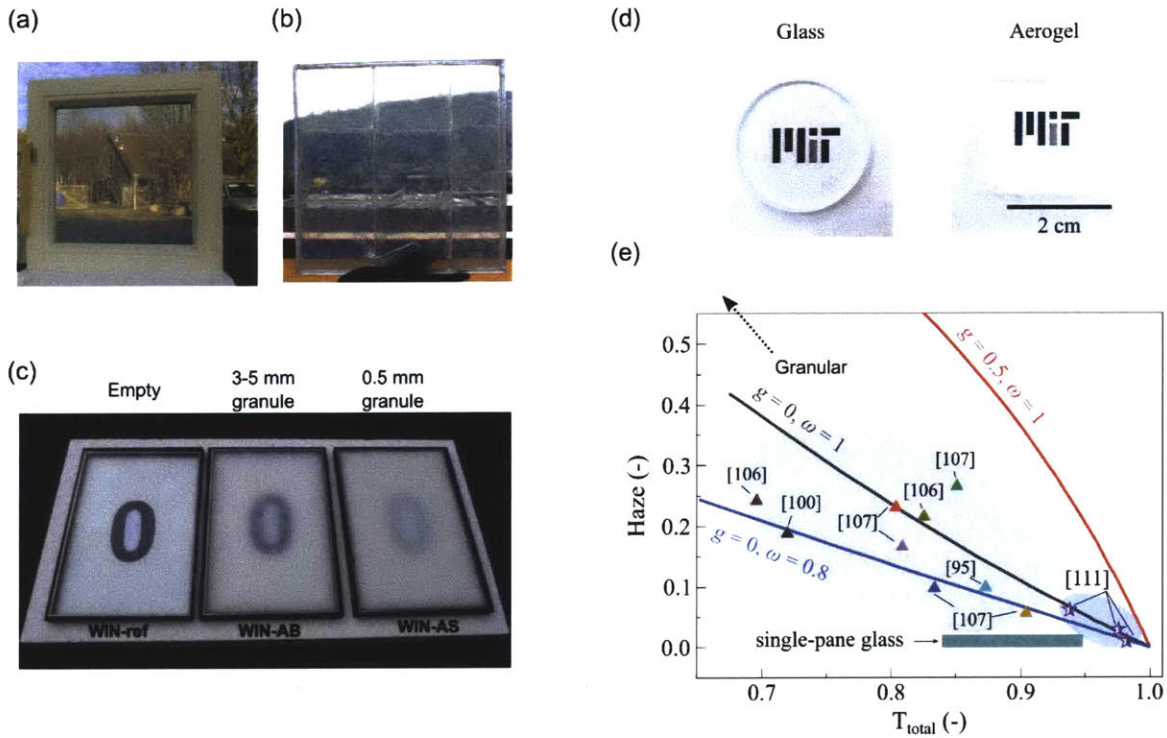 (a)
(b)
(c)
Empty
3-5 mm
granule
0.5 mm
granule
0
0
0
WIN-ref
WIN-AB
WIN-AS
(d)
Glass
Aerogel
MIT
MIT
2 cm
(e)
Granular
g = 0.5, ω = 1
g = 0, ω = 1
g = 0, ω = 0.8
[106]
[100]
[107]
[106]
[107]
[95]
[107]
[111]
single-pane glass
Haze (-)
0.5
0.4
0.3
0.2
0.1
0.0
0.7
0.8
0.9
1.0
T_total (-)